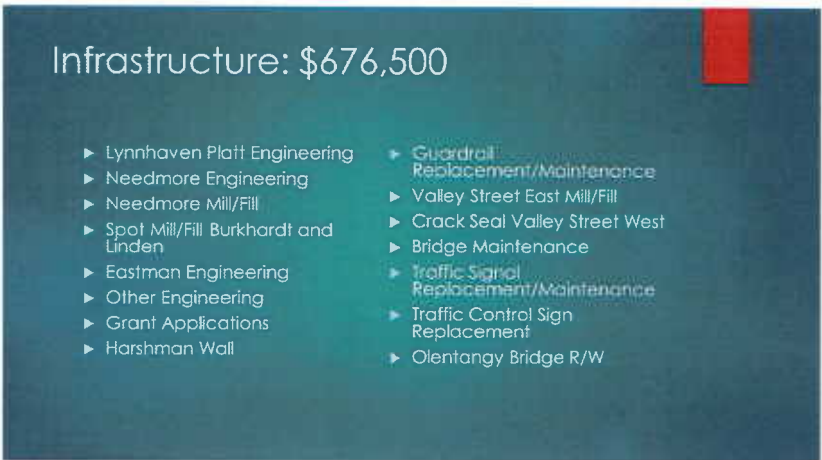 Infrastructure: $676,500
► Lynnhaven Platt Engineering
► Needmore Engineering
► Needmore Mill/Fill
► Spot Mill/Fill Burkhardt and
Linden
► Eastman Engineering
► Other Engineering
► Grant Applications
► Harshman Wall
► Guardrail
Replacement/Maintenance
► Valley Street East Mill/Fill
► Crack Seal Valley Street West
► Bridge Maintenance
► Traffic Signal
Replacement/Maintenance
► Traffic Control Sign
Replacement
► Olentangy Bridge R/W